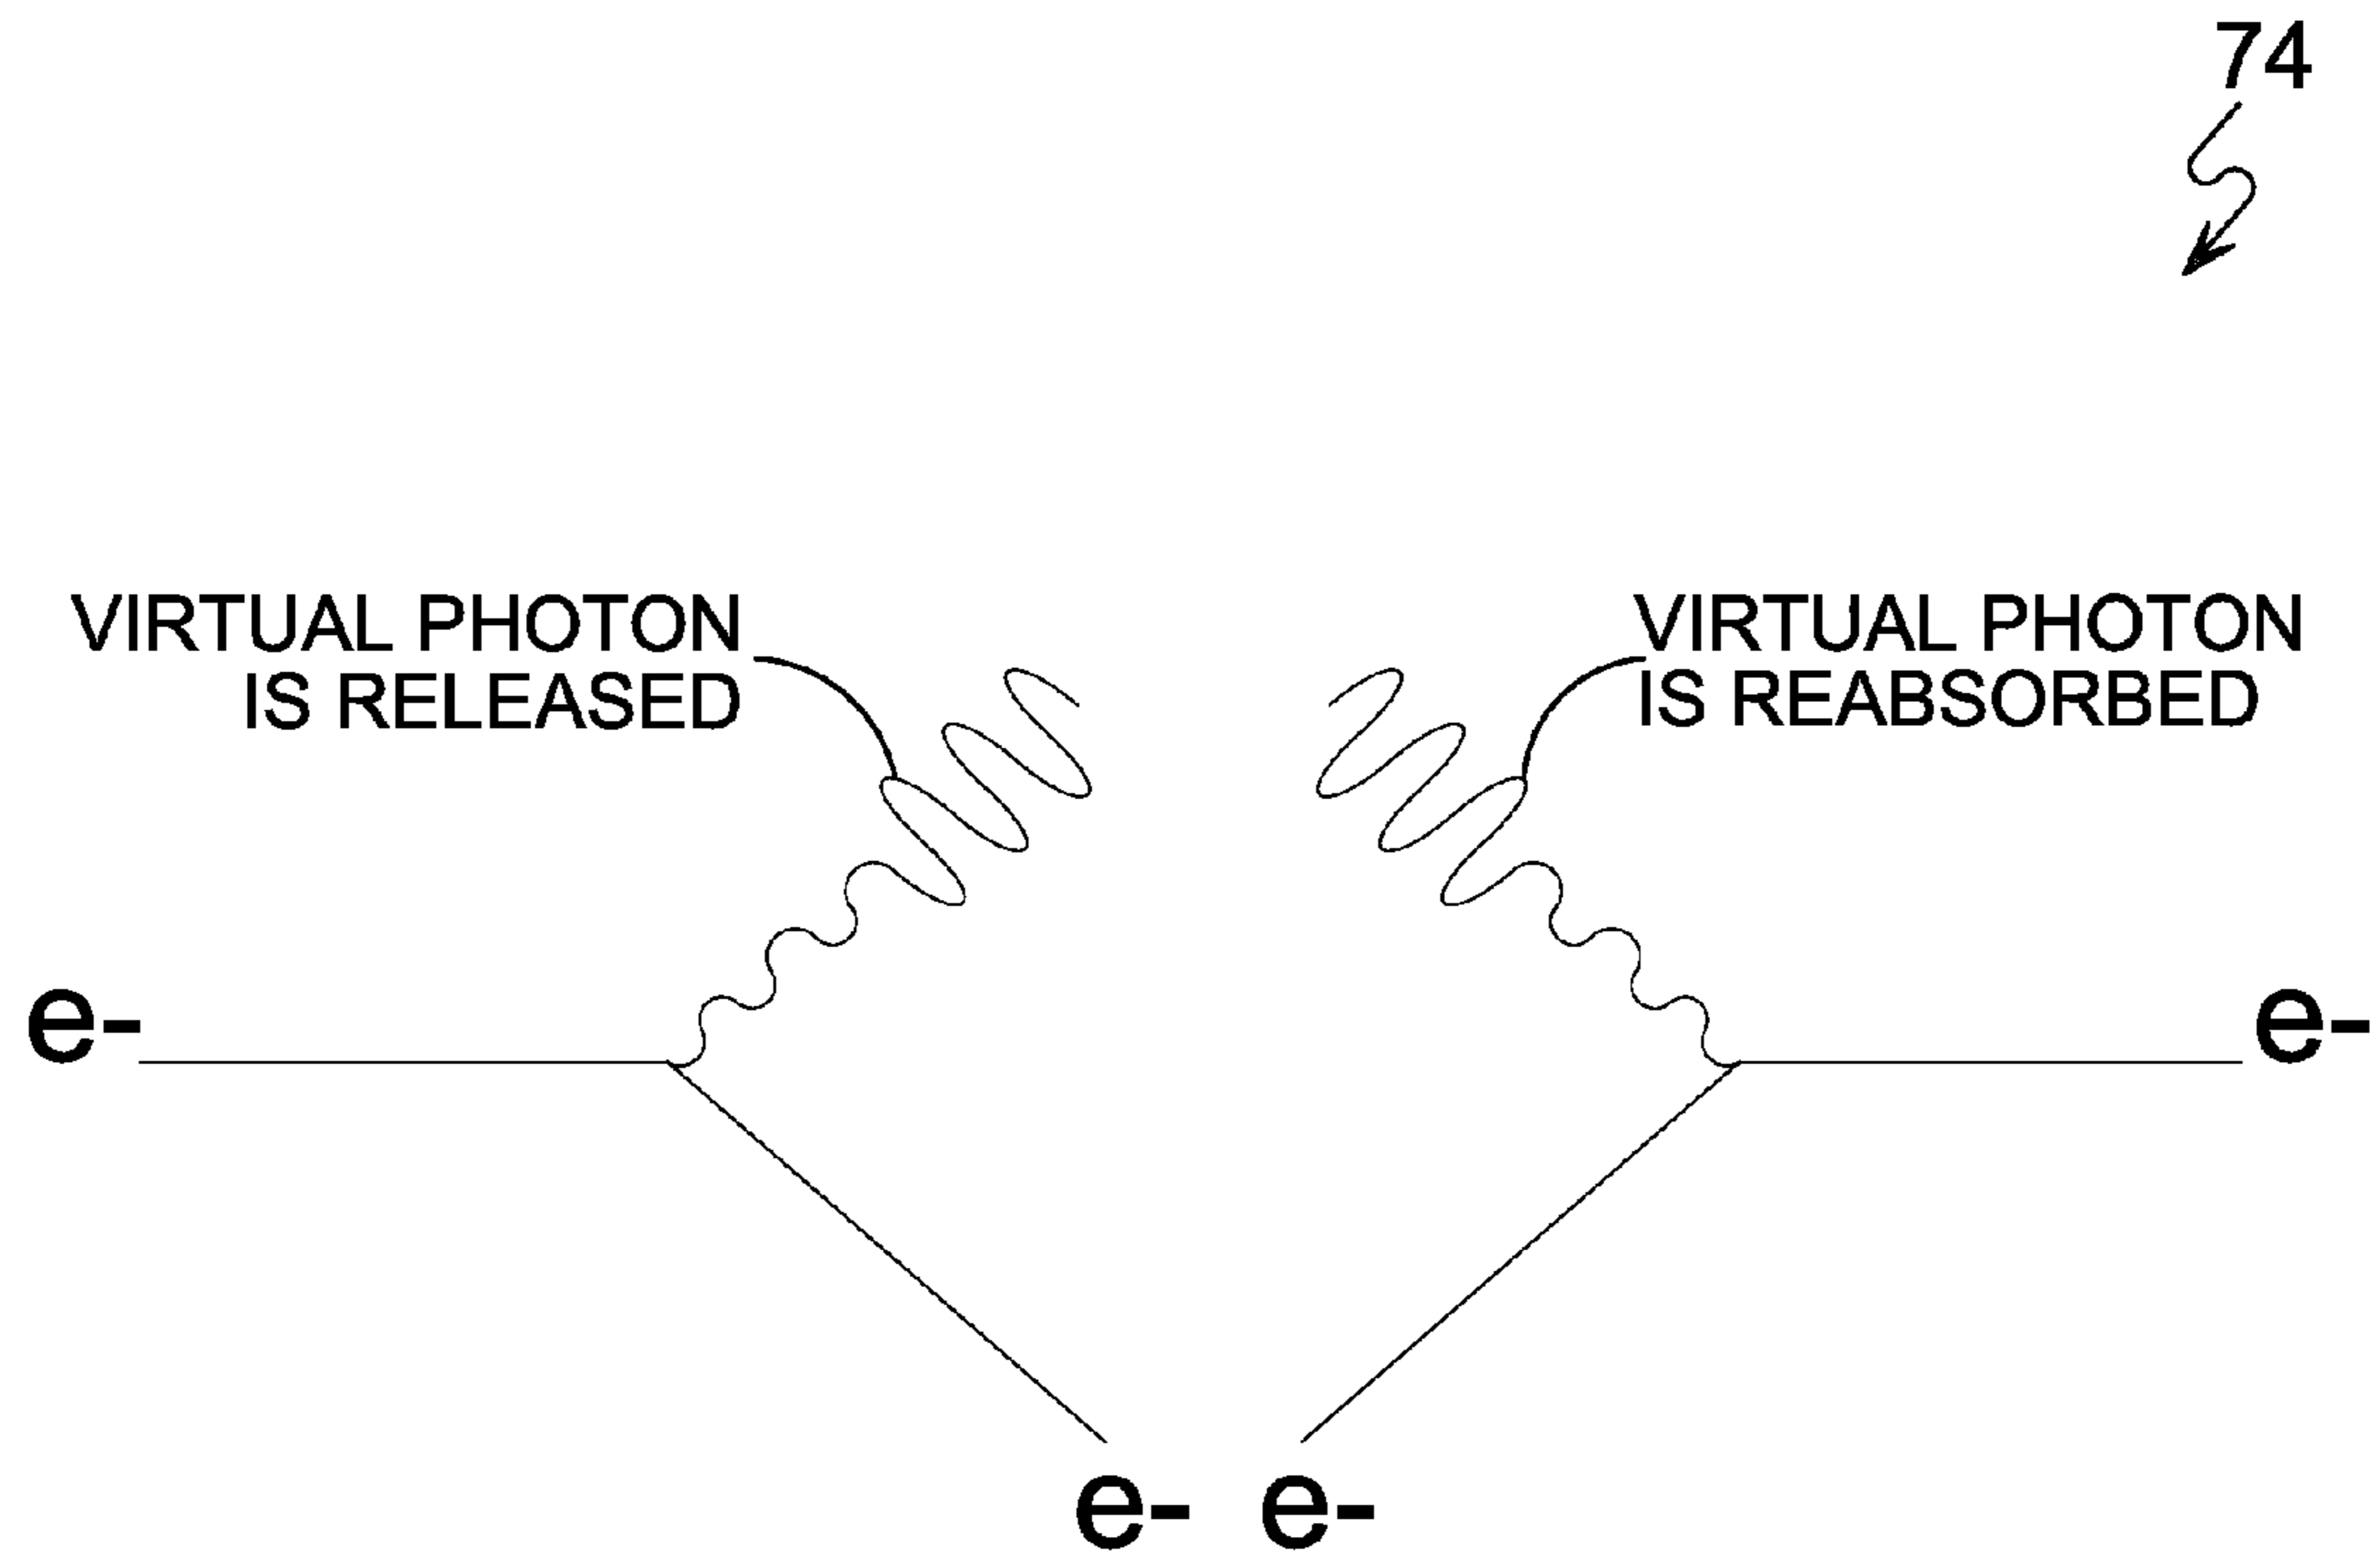 74
VIRTUAL PHOTON
IS RELEASED
VIRTUAL PHOTON
IS REABSORBED
e-
e-
e-
e-